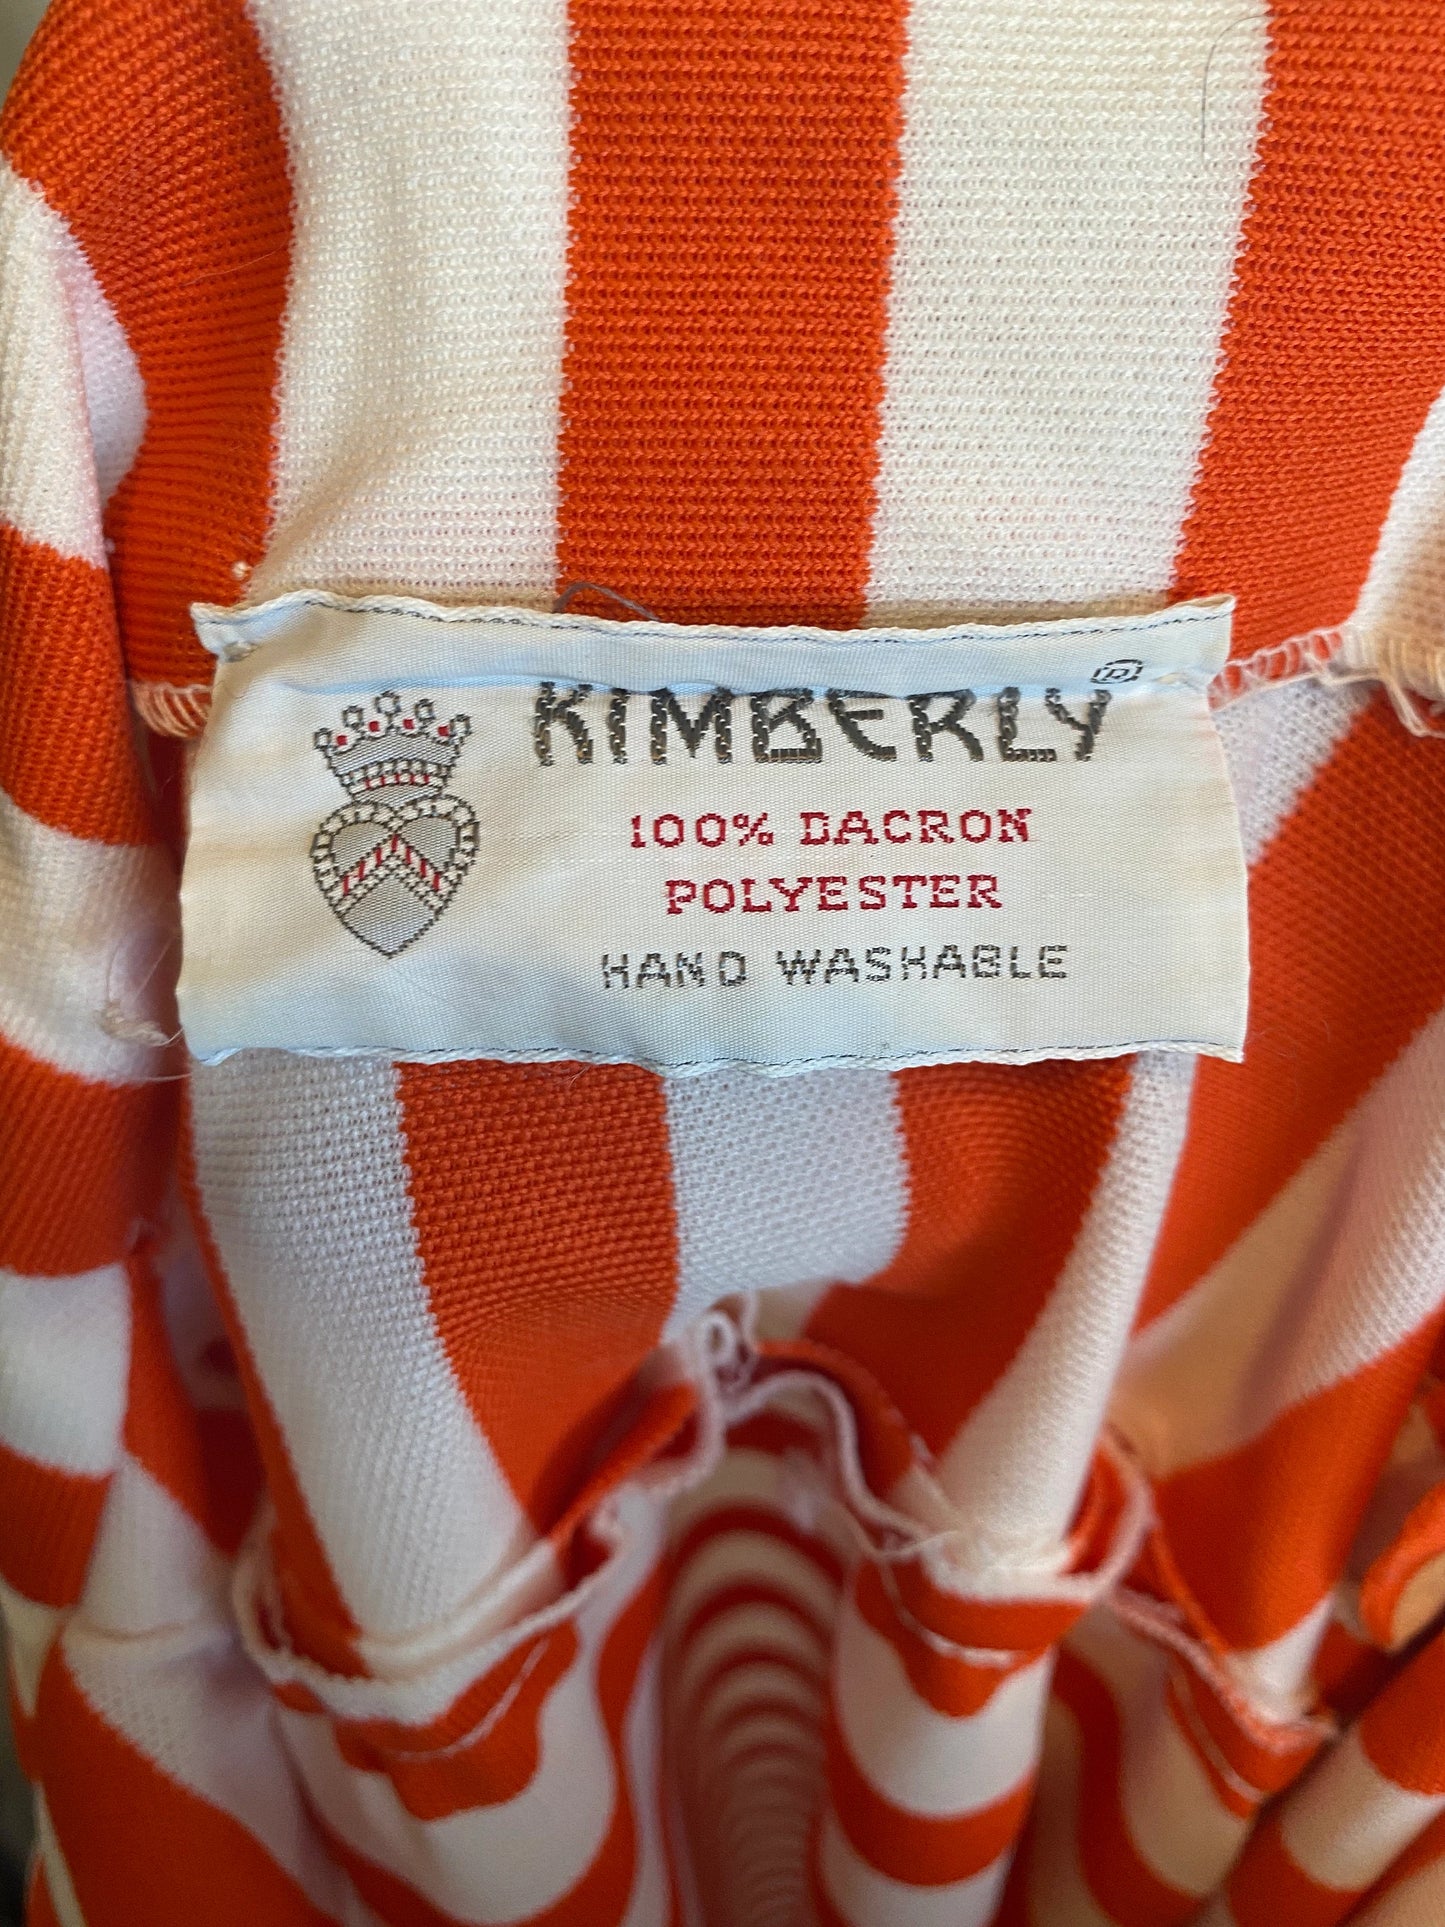 KIMBERLY®
100% DACRON
POLYESTER
HAND WASHABLE